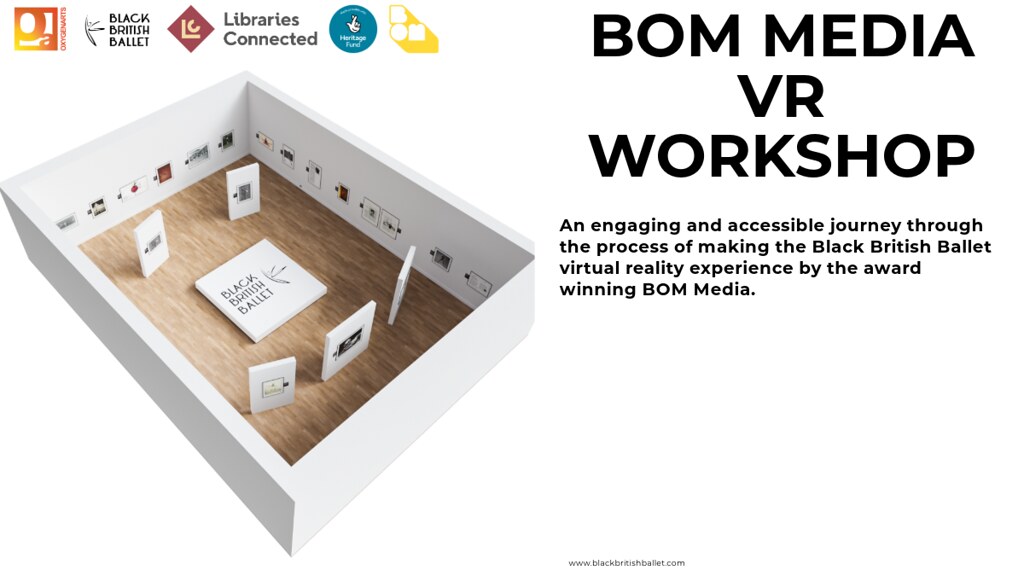 OXYGENARTS
BLACK
BRITISH
BALLET
LC
Libraries
Connected
Heritage
Fund
BOM MEDIA
VR
WORKSHOP
An engaging and accessible journey through
the process of making the Black British Ballet
virtual reality experience by the award
winning BOM Media.
BLACK
BRITISH
BALLET
www.blackbritishballet.com